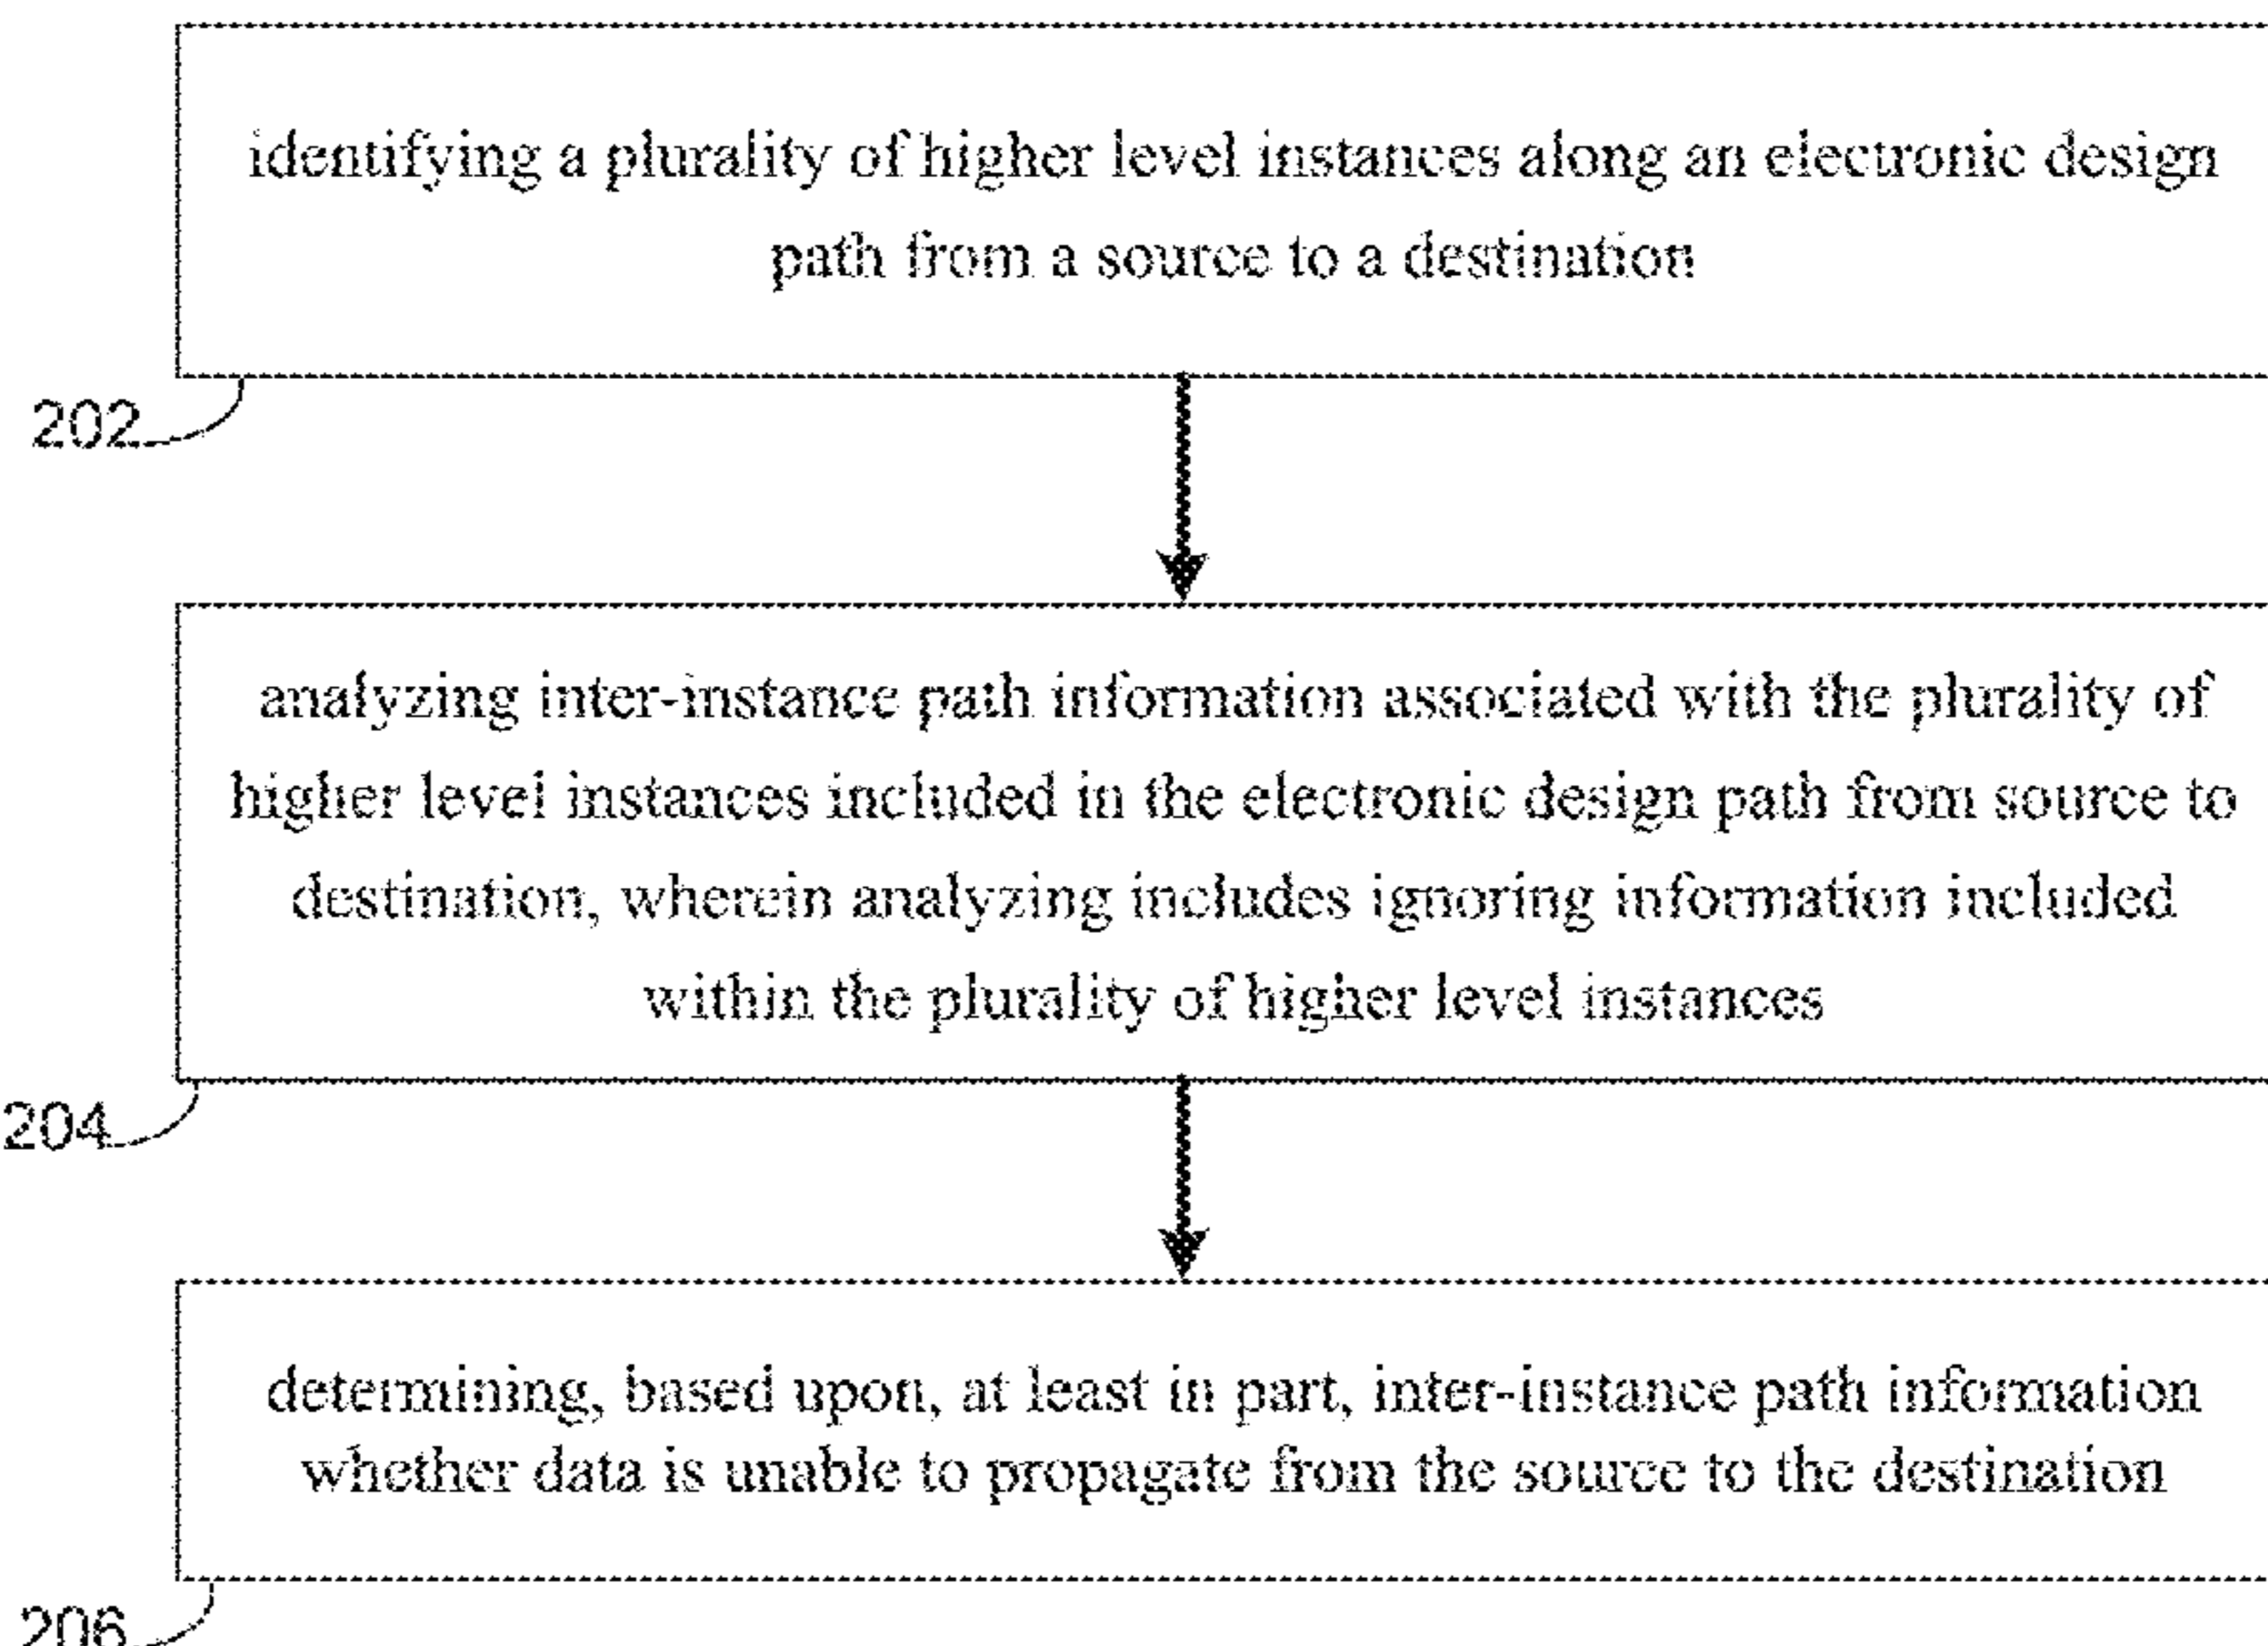 identifying a plurality of higher level instances along an electronic design
path from a source to a destination
202
analyzing inter-instance path information associated with the plurality of
higher level instances included in the electronic design path from source to
destination, wherein analyzing includes ignoring information included
within the plurality of higher level instances
204
determining, based upon, at least in part, inter-instance path information
whether data is unable to propagate from the source to the destination
206